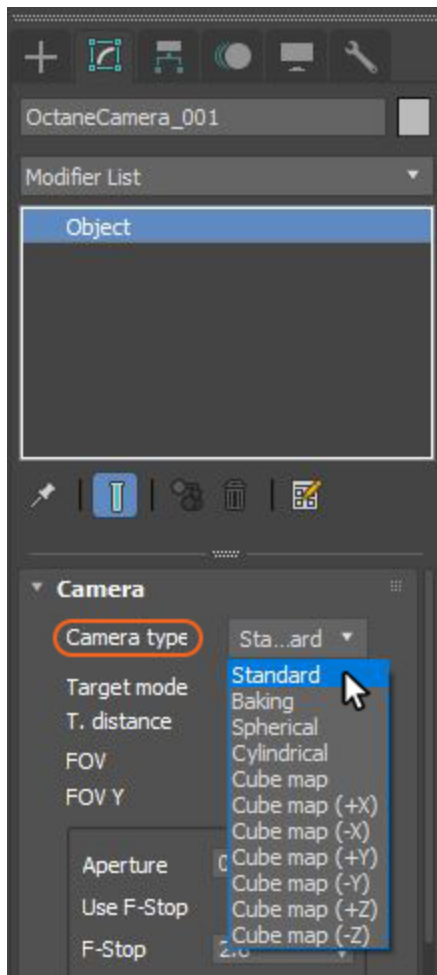 OctaneCamera_001
Modifier List
Object
Camera
Camera type
Sta...ard
Target mode
Standard
T. distance
Baking
Spherical
FOV
Cylindrical
Cube map
FOV Y
Cube map (+X)
Cube map (-X)
Cube map (+Y)
Aperture
Cube map (-Y)
Use F-Stop
Cube map (+Z)
Cube map (-Z)
F-Stop